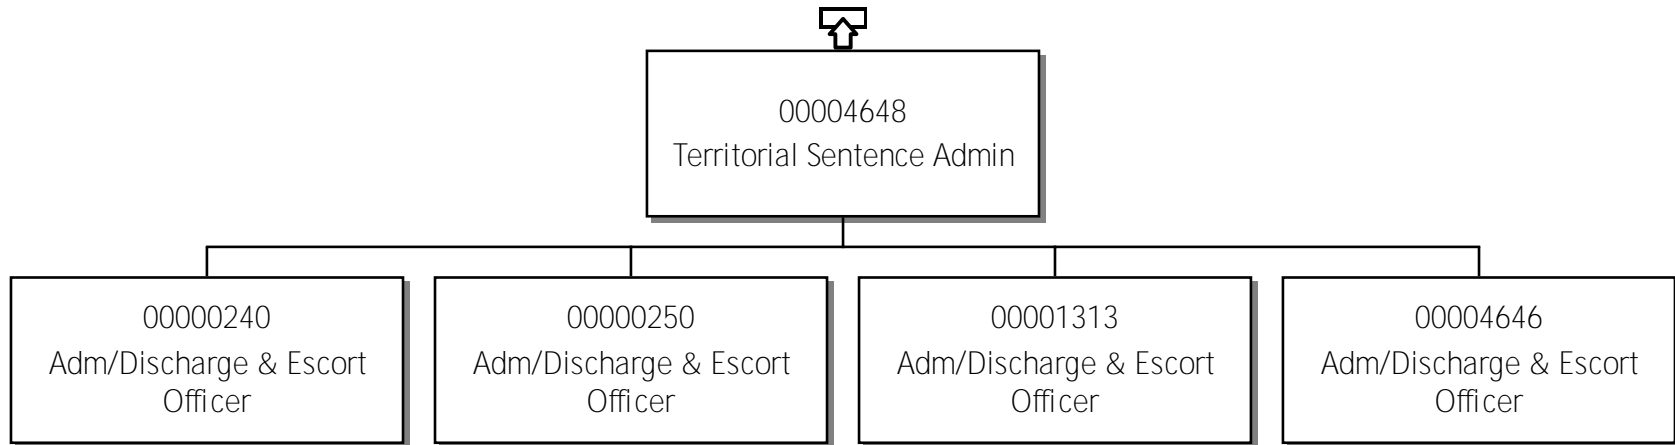 00004648
Territorial Sentence Admin
00000240
Adm/Discharge & Escort
Officer
00000250
Adm/Discharge & Escort
Officer
00001313
Adm/Discharge & Escort
Officer
00004646
Adm/Discharge & Escort
Officer